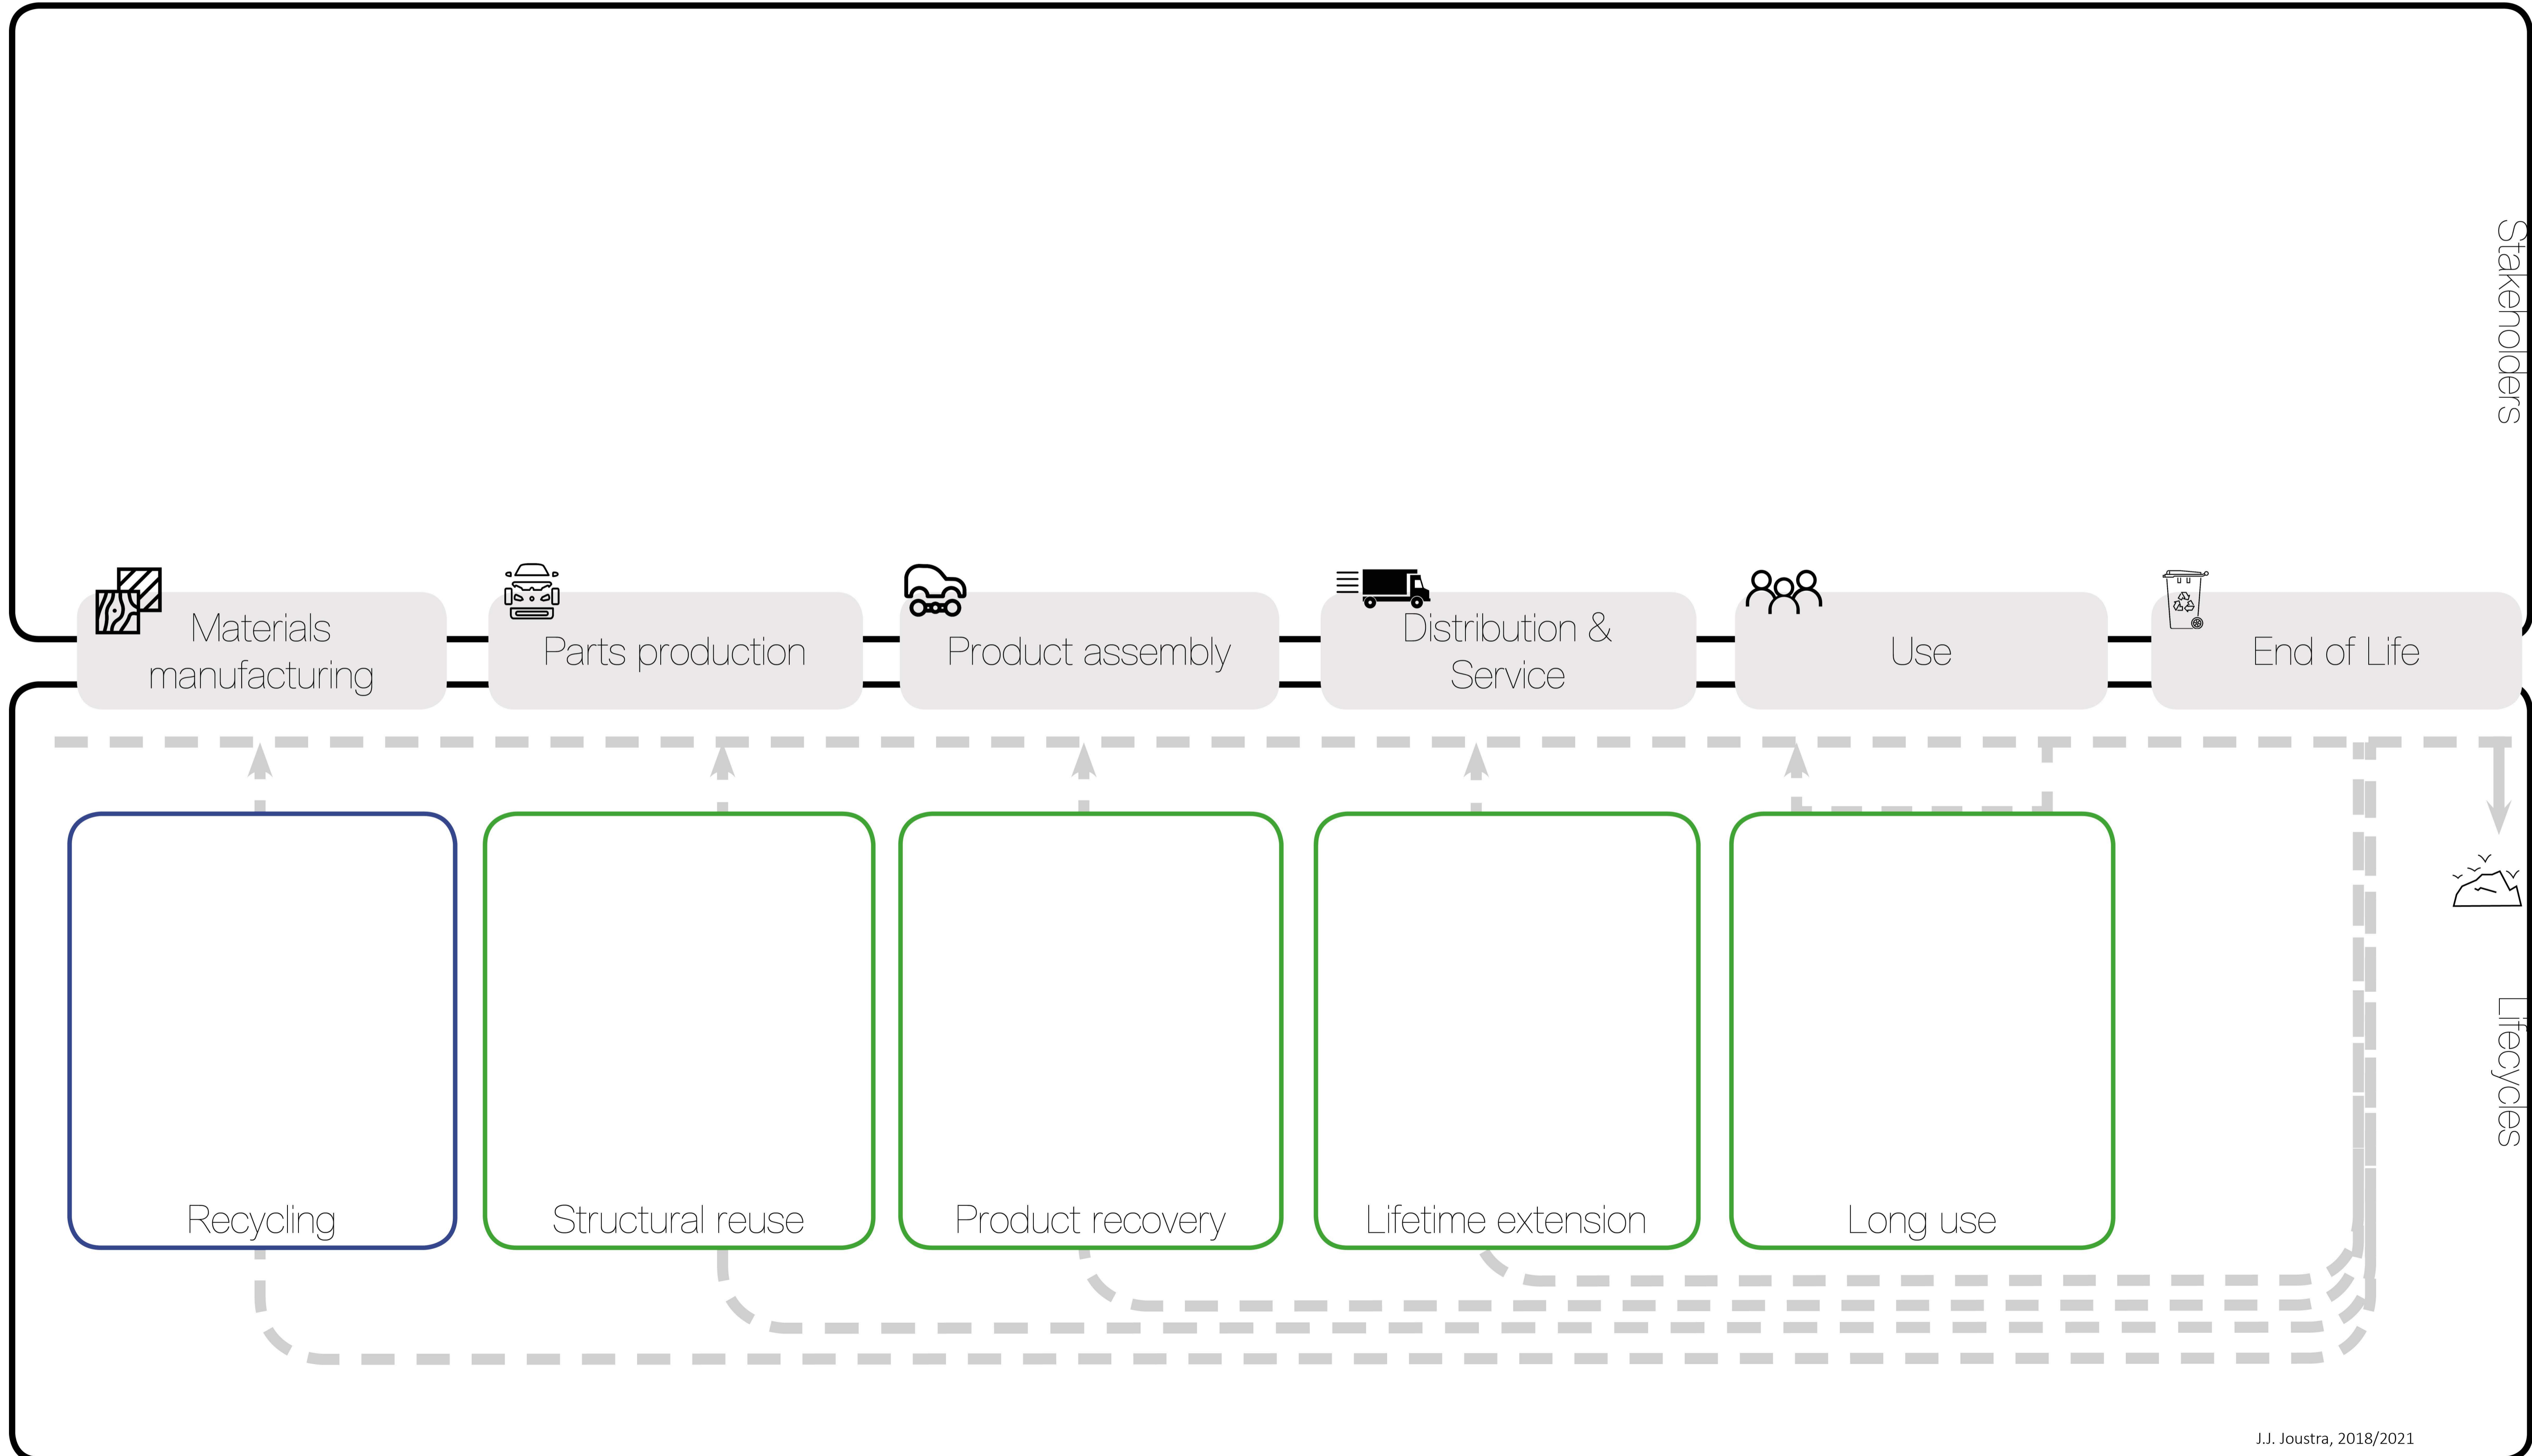 Stakeholders
Materials
manufacturing
Parts production
Product assembly
Distribution &
Service
Use
End of Life
Lifecycles
Recycling
Structural reuse
Product recovery
Lifetime extension
Long use
J.J. Joustra, 2018/2021